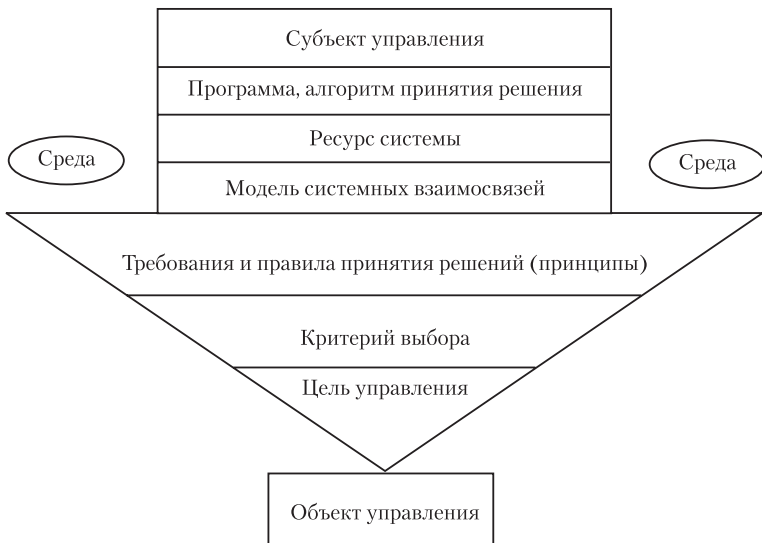 Субъект управления
Программа, алгоритм принятия решения
Ресурс системы
Среда
Среда
Модель системных взаимосвязей
Требования и правила принятия решений (принципы)
Критерий выбора
Цель управления
Объект управления